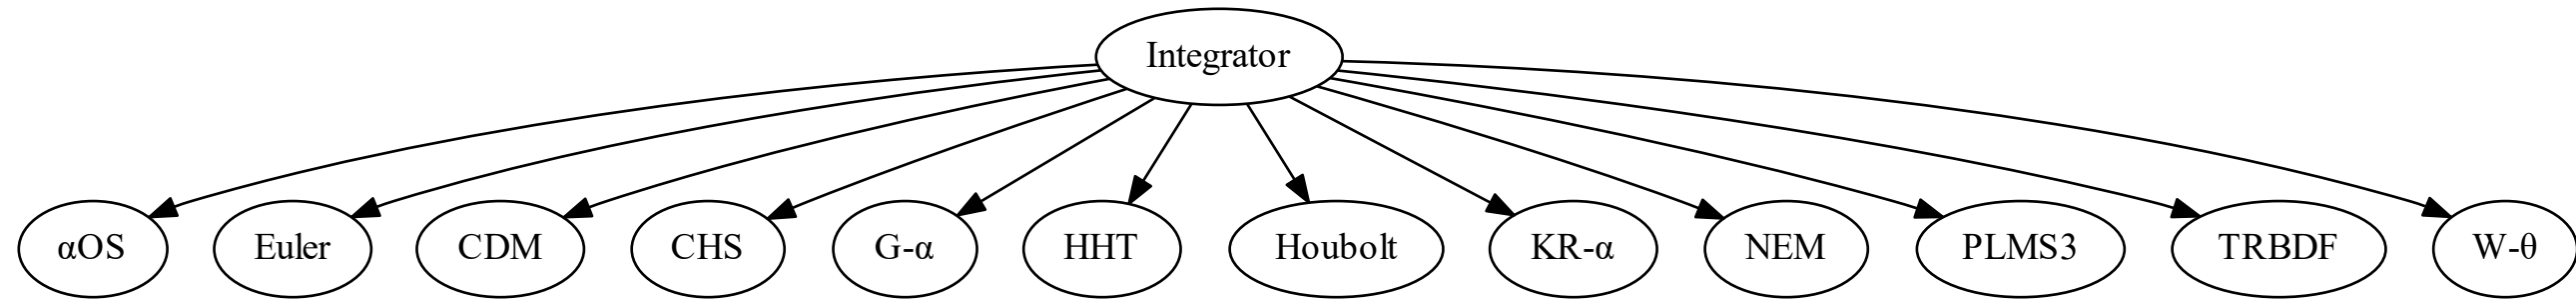 Integrator
αOS
Euler
CDM
CHS
G-α
HHT
Houbolt
KR-α
NEM
PLMS3
TRBDF
W-θ